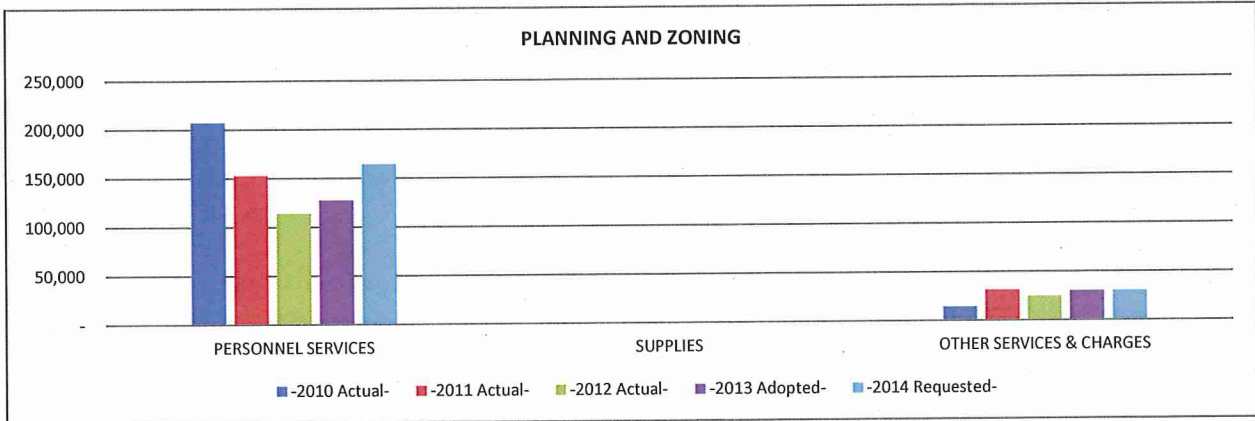 PLANNING AND ZONING
250,000
200,000
150,000
100,000
50,000
-
PERSONNEL SERVICES SUPPLIES OTHER SERVICES & CHARGES
-2010 Actual- -2011 Actual- -2012 Actual- -2013 Adopted- -2014 Requested-